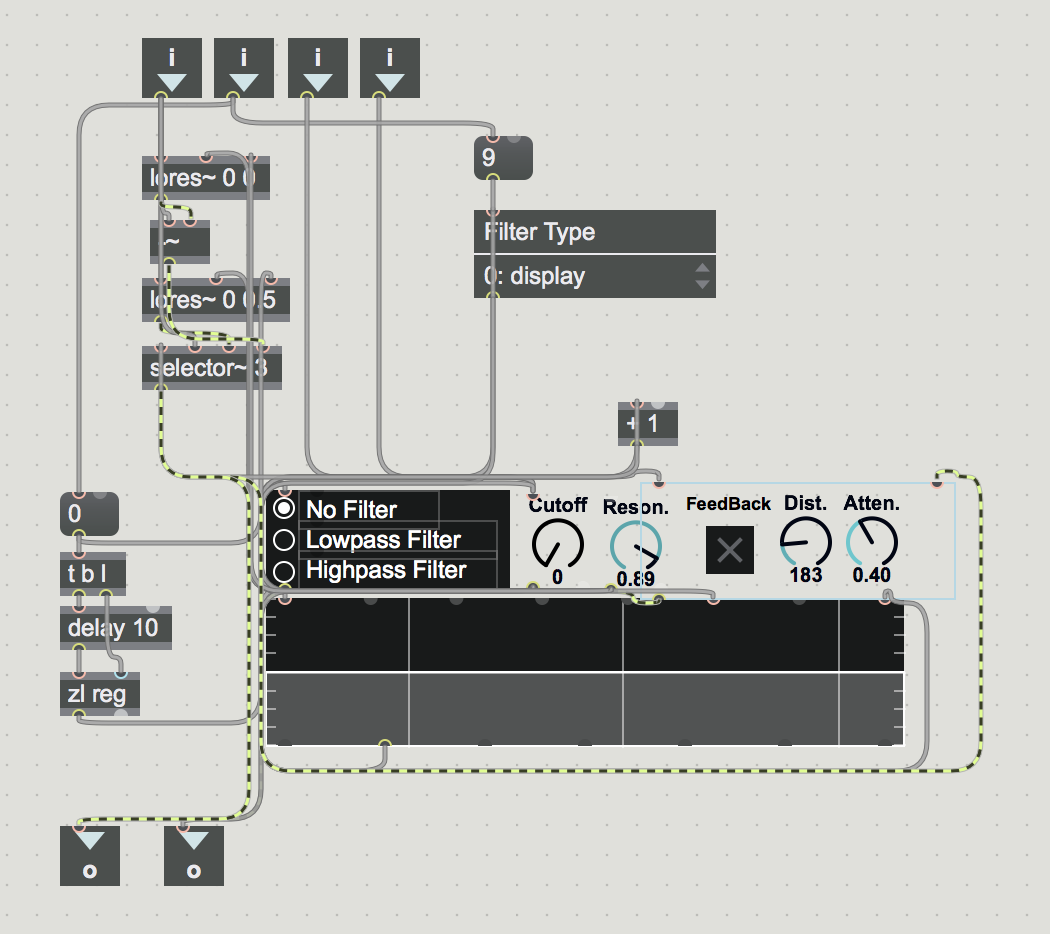 i i i i
lores~ 0 0
-~
lores~ 0 0.5
selector~ 3
9
Filter Type
0: display
+ 1
0
t b l
delay 10
zl reg
No Filter
Lowpass Filter
Highpass Filter
Cutoff
0
Reson.
0.89
FeedBack
Dist.
183
Atten.
0.40
o o